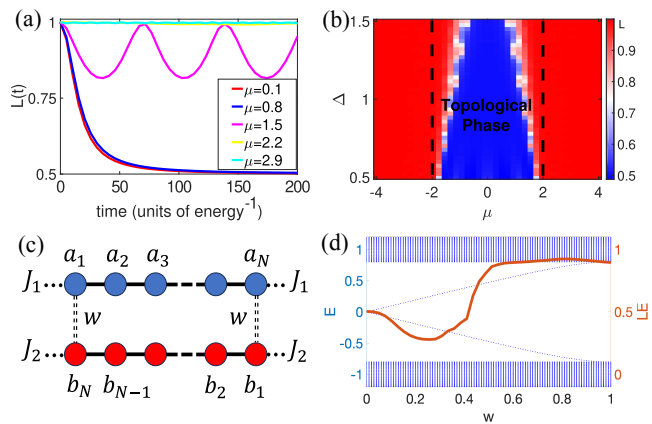 (a)
1
0.75
0.5
L(t)
0 50 100 150 200
time (units of energy⁻¹)
μ=0.1
μ=0.8
μ=1.5
μ=2.2
μ=2.9
(b)
1.5
1
0.5
Δ
-4 -2 0 2 4
μ
Topological
Phase
L
0.9
0.8
0.7
0.6
0.5
(c)
a₁ a₂ a₃ a_N
J₁ J₁
w w
J₂ J₂
b_N b_{N−1} b₂ b₁
(d)
1
0.5
0
-0.5
-1
E
0 0.2 0.4 0.6 0.8 1
w
1
0.5
0
LE